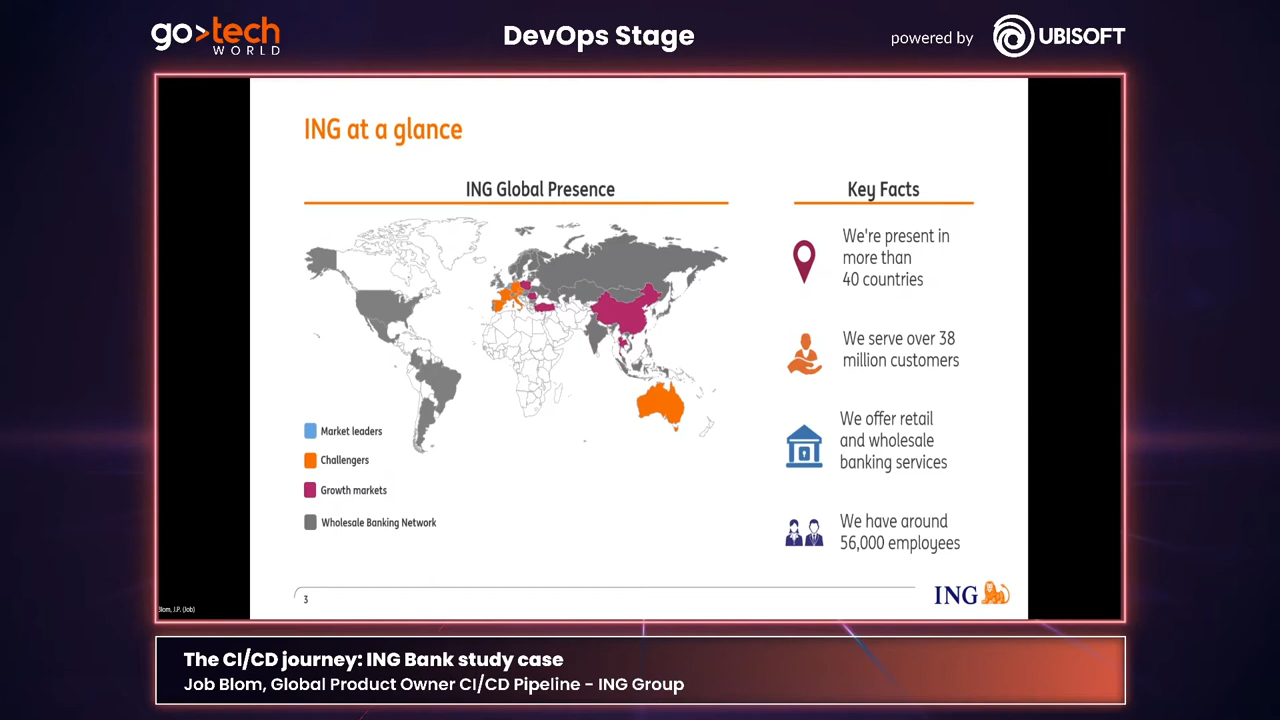 go>tech
WORLD
DevOps Stage
powered by
UBISOFT
ING at a glance
ING Global Presence
Key Facts
We're present in
more than
40 countries
We serve over 38
million customers
We offer retail
and wholesale
banking services
We have around
56,000 employees
Market leaders
Challengers
Growth markets
Wholesale Banking Network
3
ING
Blom, J.P. (Job)
The CI/CD journey: ING Bank study case
Job Blom, Global Product Owner CI/CD Pipeline - ING Group